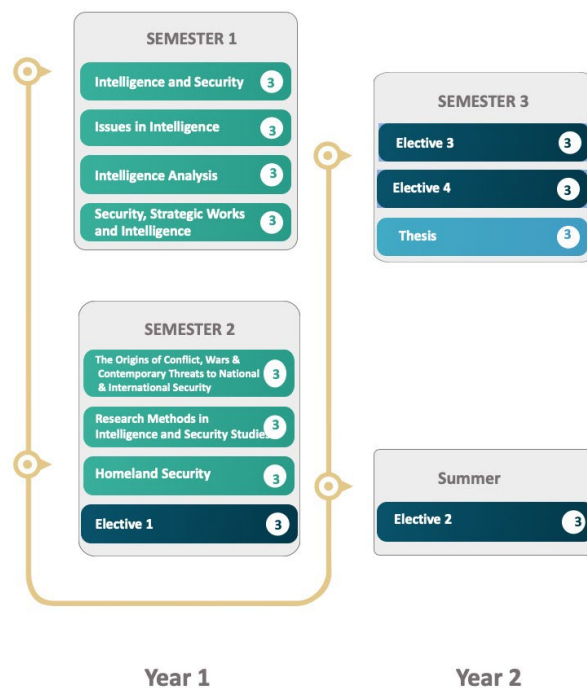 SEMESTER 1
Intelligence and Security 3
Issues in Intelligence 3
Intelligence Analysis 3
Security, Strategic Works
and Intelligence 3
SEMESTER 2
The Origins of Conflict, Wars &
Contemporary Threats to National 3
& International Security
Research Methods in
Intelligence and Security Studies 3
Homeland Security 3
Elective 1 3
SEMESTER 3
Elective 3 3
Elective 4 3
Thesis 3
Summer
Elective 2 3
Year 1
Year 2